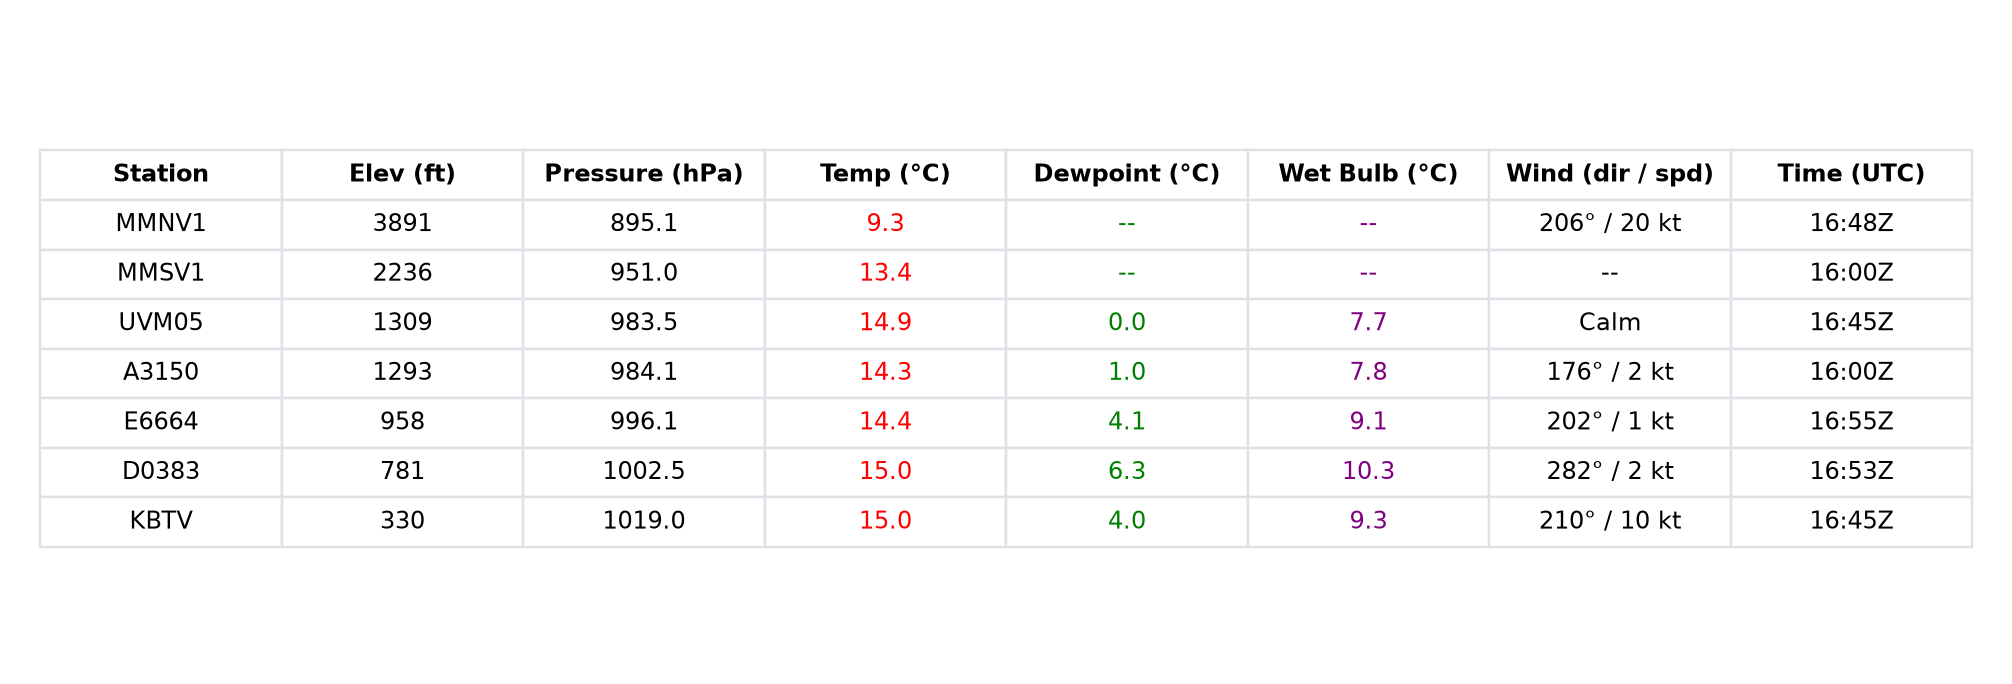 Station Elev (ft) Pressure (hPa) Temp (°C) Dewpoint (°C) Wet Bulb (°C) Wind (dir / spd) Time (UTC)
MMNV1 3891 895.1 9.3 -- -- 206° / 20 kt 16:48Z
MMSV1 2236 951.0 13.4 -- -- -- 16:00Z
UVM05 1309 983.5 14.9 0.0 7.7 Calm 16:45Z
A3150 1293 984.1 14.3 1.0 7.8 176° / 2 kt 16:00Z
E6664 958 996.1 14.4 4.1 9.1 202° / 1 kt 16:55Z
D0383 781 1002.5 15.0 6.3 10.3 282° / 2 kt 16:53Z
KBTV 330 1019.0 15.0 4.0 9.3 210° / 10 kt 16:45Z